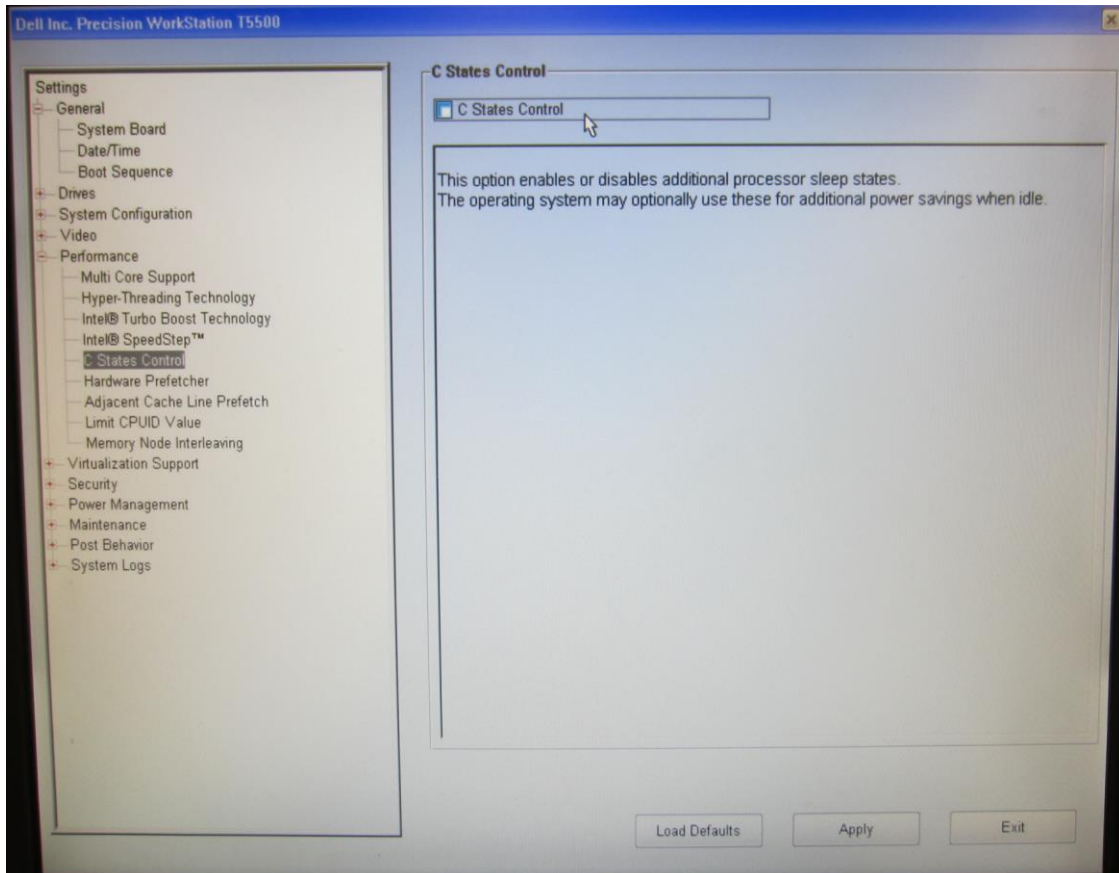 Dell Inc. Precision WorkStation T5500
Settings
General
System Board
Date/Time
Boot Sequence
Drives
System Configuration
Video
Performance
Multi Core Support
Hyper-Threading Technology
Intel® Turbo Boost Technology
Intel® SpeedStep™
C States Control
Hardware Prefetcher
Adjacent Cache Line Prefetch
Limit CPUID Value
Memory Node Interleaving
Virtualization Support
Security
Power Management
Maintenance
Post Behavior
System Logs
C States Control
C States Control
This option enables or disables additional processor sleep states.
The operating system may optionally use these for additional power savings when idle.
Load Defaults
Apply
Exit